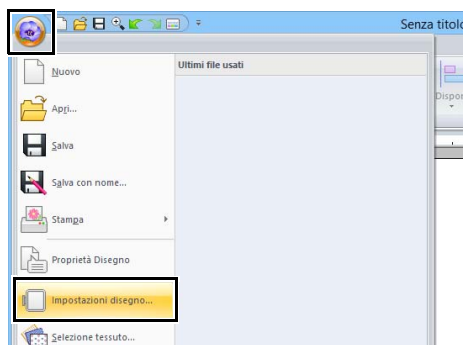 Senza titolo
Ultimi file usati
Nuovo
Apri...
Salva
Salva con nome...
Stampa
Proprietà Disegno
Impostazioni disegno...
Selezione tessuto...